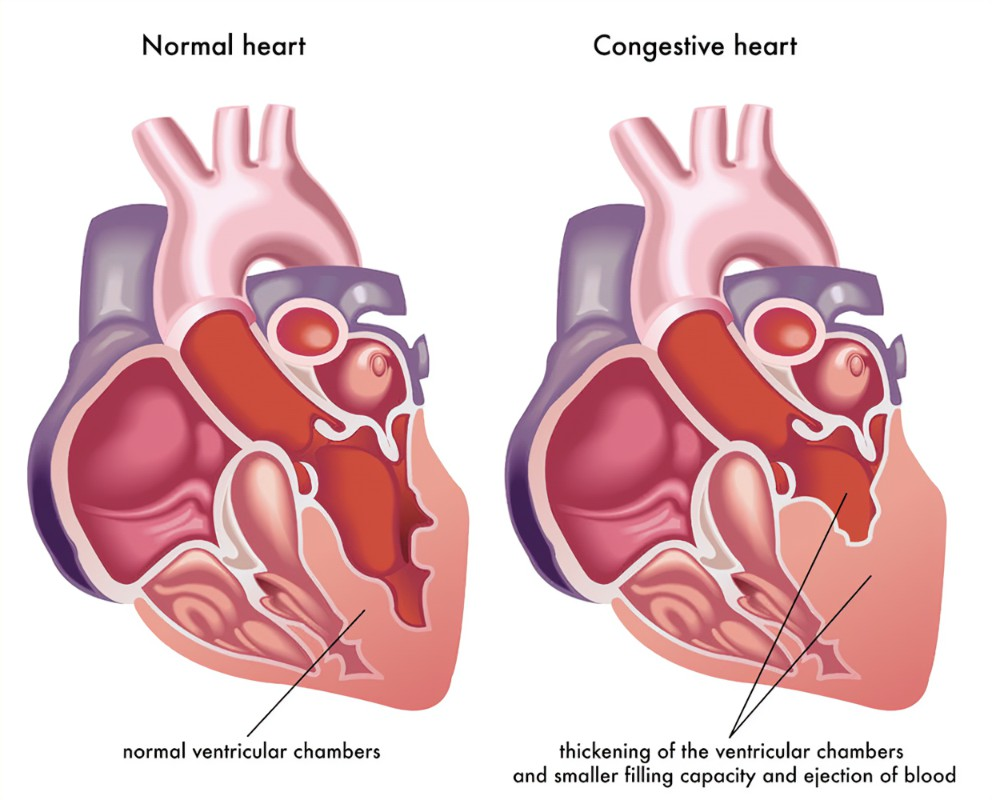 Normal heart
Congestive heart
normal ventricular chambers
thickening of the ventricular chambers
and smaller filling capacity and ejection of blood